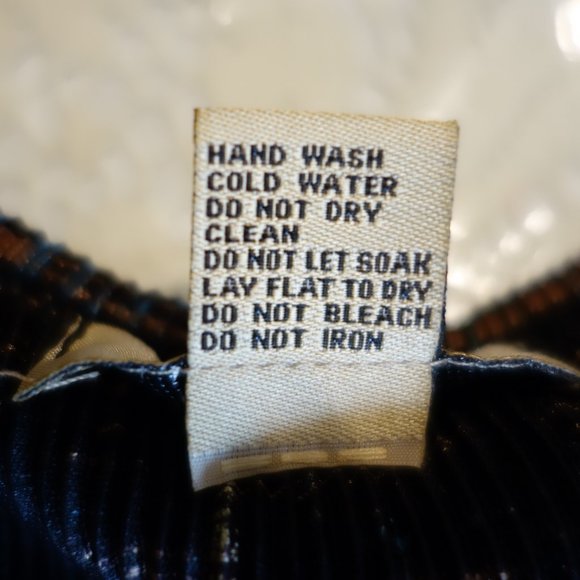 HAND WASH
COLD WATER
DO NOT DRY
CLEAN
DO NOT LET SOAK
LAY FLAT TO DRY
DO NOT BLEACH
DO NOT IRON